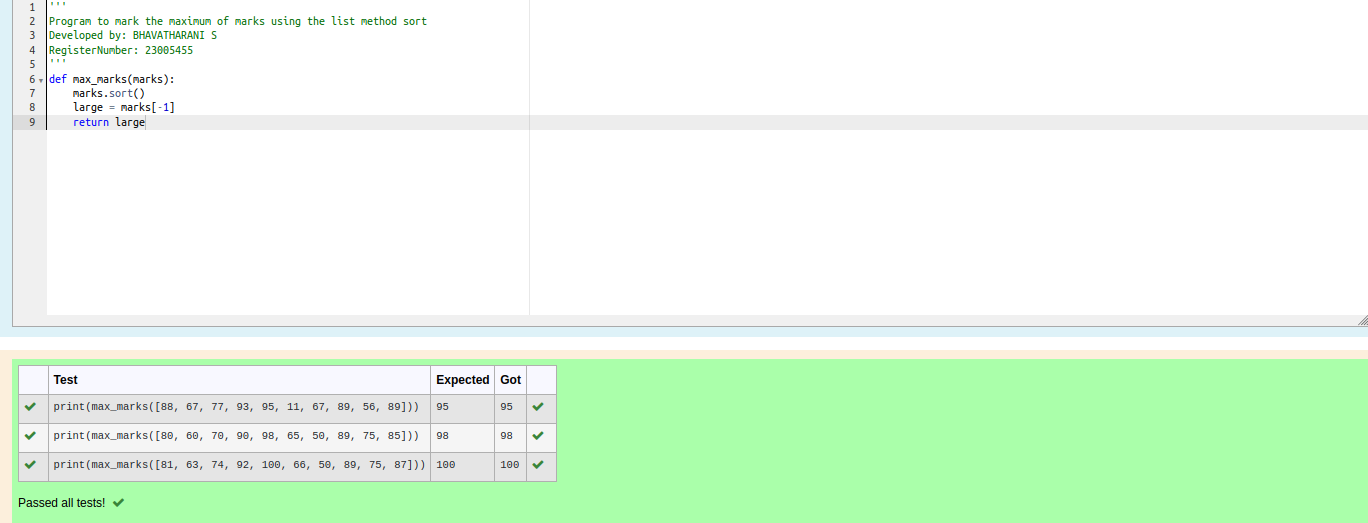 1 '''
2 Program to mark the maximum of marks using the list method sort
3 Developed by: BHAVATHARANI S
4 RegisterNumber: 23005455
5 '''
6 def max_marks(marks):
7     marks.sort()
8     large = marks[-1]
9     return large
Test Expected Got
print(max_marks([88, 67, 77, 93, 95, 11, 67, 89, 56, 89])) 95 95
print(max_marks([80, 60, 70, 90, 98, 65, 50, 89, 75, 85])) 98 98
print(max_marks([81, 63, 74, 92, 100, 66, 50, 89, 75, 87])) 100 100
Passed all tests!